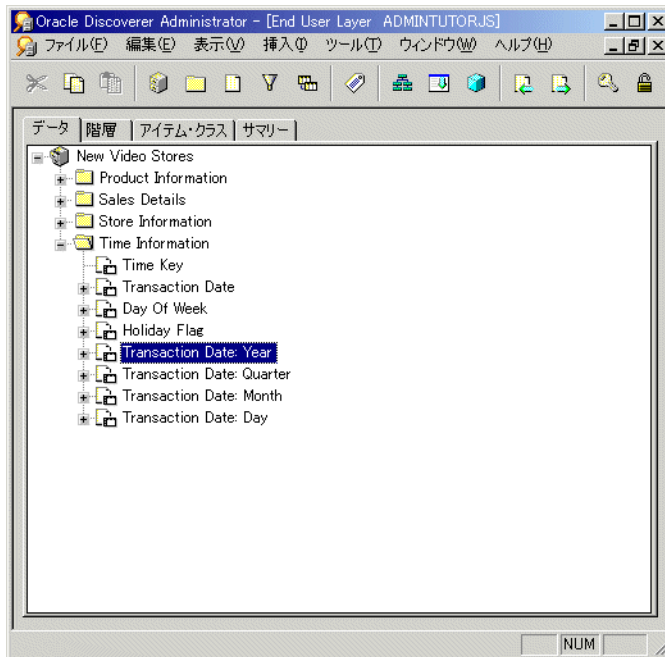 Oracle Discoverer Administrator - [End User Layer ADMINTUTORJS]
ファイル(F) 編集(E) 表示(V) 挿入(I) ツール(T) ウィンドウ(W) ヘルプ(H)
データ 階層 アイテム・クラス サマリー
New Video Stores
Product Information
Sales Details
Store Information
Time Information
Time Key
Transaction Date
Day Of Week
Holiday Flag
Transaction Date: Year
Transaction Date: Quarter
Transaction Date: Month
Transaction Date: Day
NUM